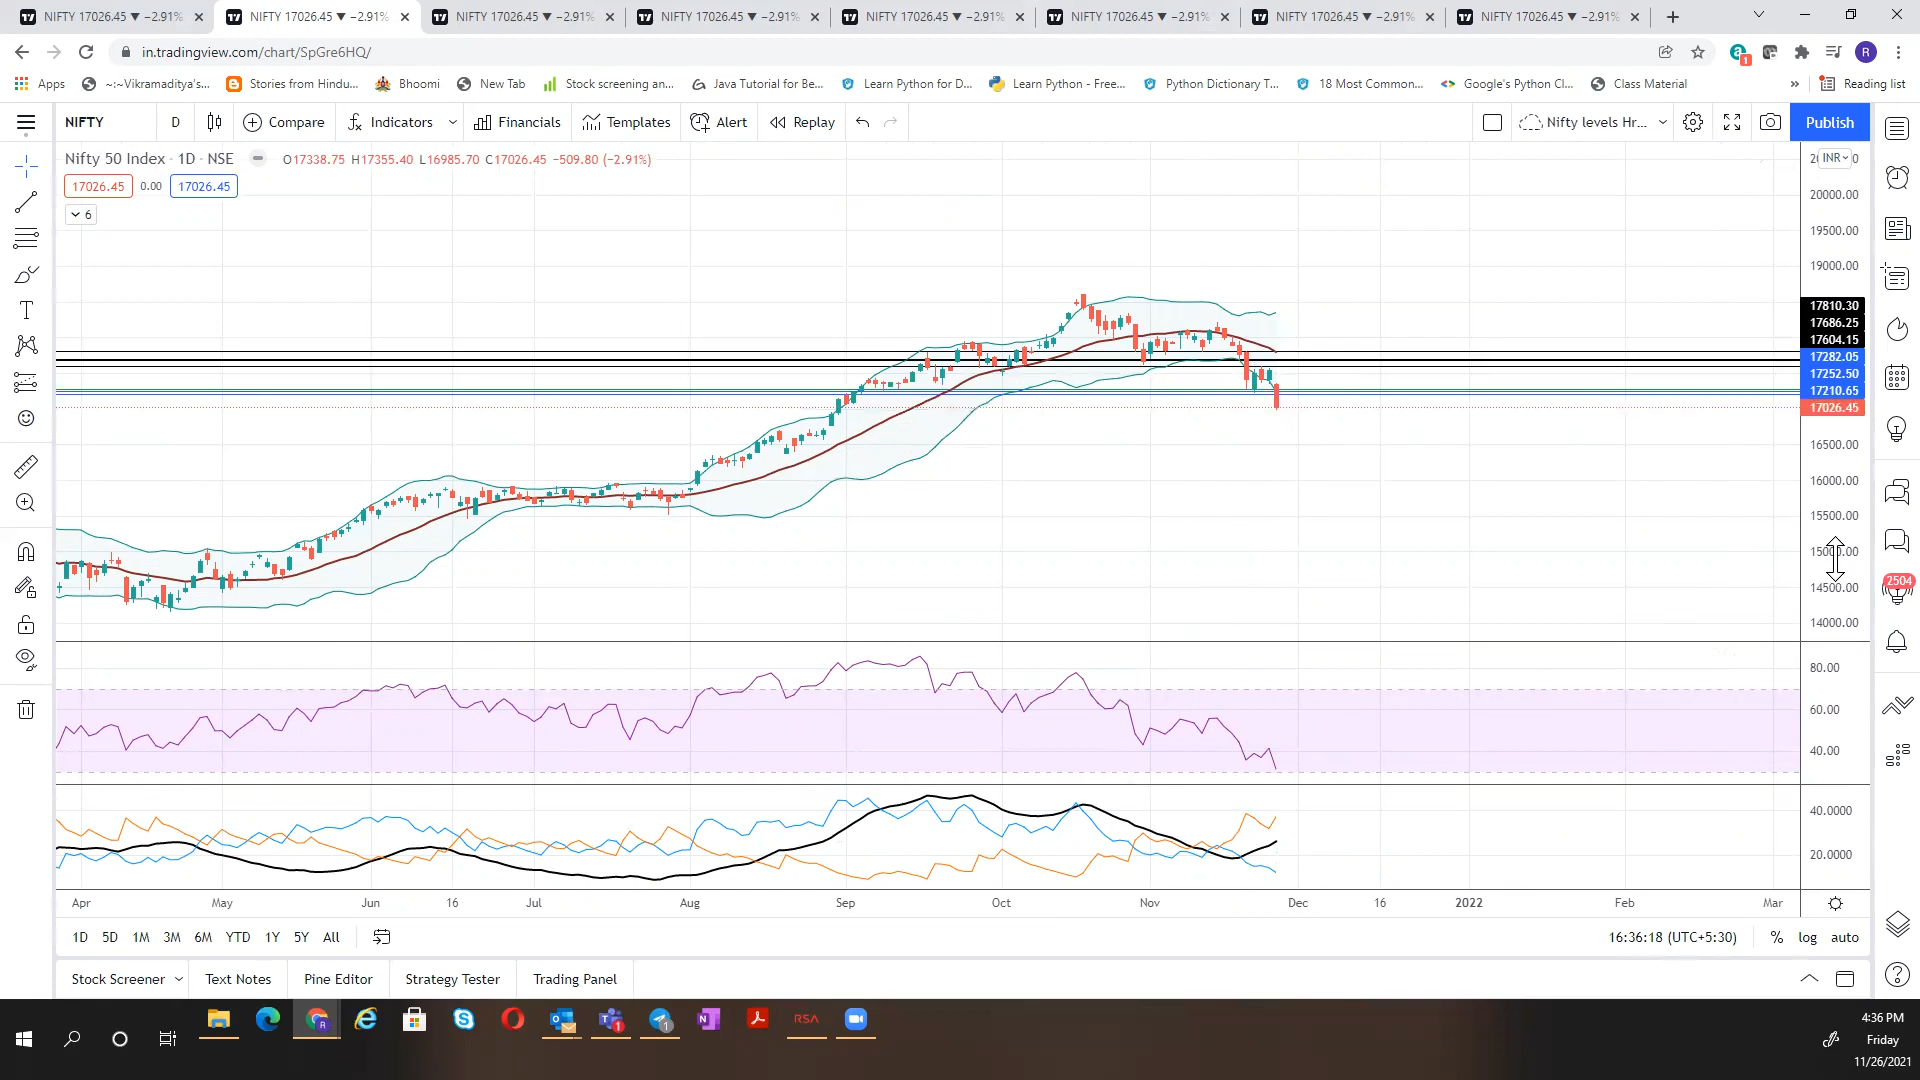 NIFTY 17026.45 ▼ −2.91%
NIFTY 17026.45 ▼ −2.91%
NIFTY 17026.45 ▼ −2.91%
NIFTY 17026.45 ▼ −2.91%
NIFTY 17026.45 ▼ −2.91%
NIFTY 17026.45 ▼ −2.91%
NIFTY 17026.45 ▼ −2.91%
NIFTY 17026.45 ▼ −2.91%
in.tradingview.com/chart/SpGre6HQ/
1
R
Apps
~:~Vikramaditya's...
Stories from Hindu...
Bhoomi
New Tab
Stock screening an...
Java Tutorial for Be...
Learn Python for D...
Learn Python - Free...
Python Dictionary T...
18 Most Common...
Google's Python Cl...
Class Material
»
Reading list
NIFTY
D
Compare
Indicators
Financials
Templates
Alert
Replay
Nifty levels Hr...
Publish
Nifty 50 Index · 1D · NSE
O17338.75 H17355.40 L16985.70 C17026.45 −509.80 (−2.91%)
17026.45
0.00
17026.45
6
INR
20000.00
19500.00
19000.00
17810.30
17686.25
17604.15
17282.05
17252.50
17210.65
17026.45
16500.00
16000.00
15500.00
15000.00
14500.00
14000.00
2504
80.00
60.00
40.00
40.0000
20.0000
Apr
May
Jun
16
Jul
Aug
Sep
Oct
Nov
Dec
16
2022
Feb
Mar
1D
5D
1M
3M
6M
YTD
1Y
5Y
All
16:36:18 (UTC+5:30)
%
log
auto
Stock Screener
Text Notes
Pine Editor
Strategy Tester
Trading Panel
RSA
4:36 PM
Friday
11/26/2021